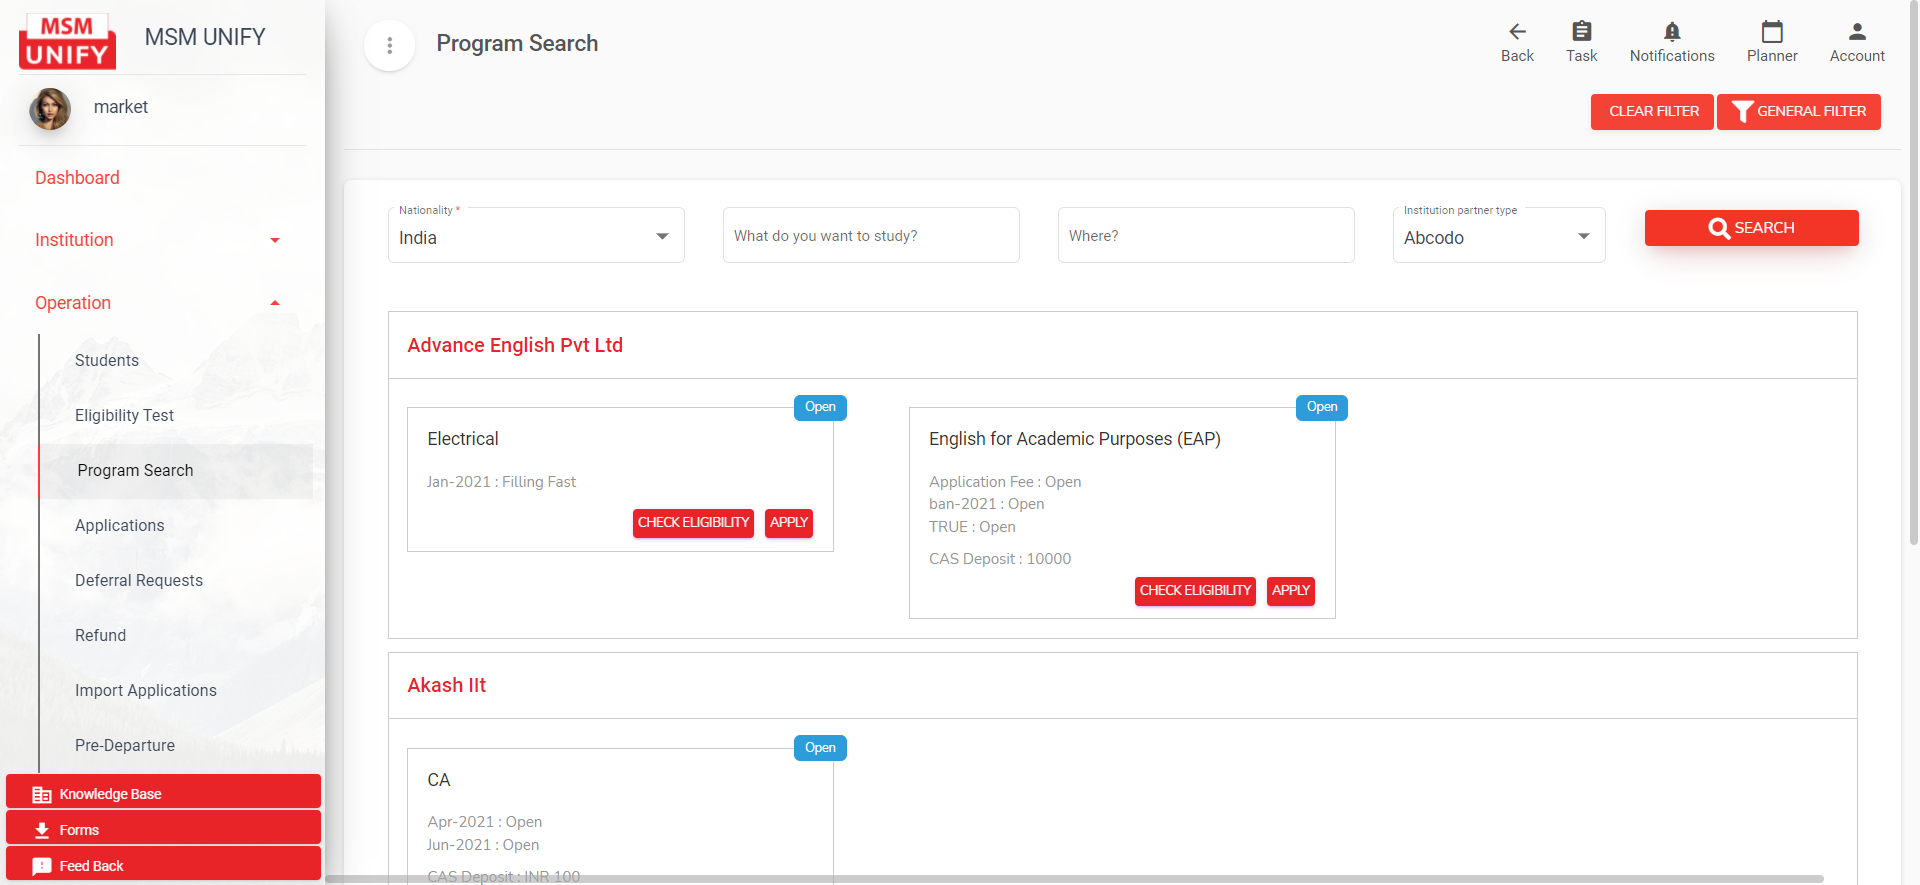 MSM
UNIFY
MSM UNIFY
market
Dashboard
Institution
Operation
Students
Eligibility Test
Program Search
Applications
Deferral Requests
Refund
Import Applications
Pre-Departure
Knowledge Base
Forms
Feed Back
Program Search
Back
Task
Notifications
Planner
Account
CLEAR FILTER
GENERAL FILTER
Nationality *
India
What do you want to study?
Where?
Institution partner type
Abcodo
SEARCH
Advance English Pvt Ltd
Open
Electrical
Jan-2021 : Filling Fast
CHECK ELIGIBILITY
APPLY
Open
English for Academic Purposes (EAP)
Application Fee : Open
ban-2021 : Open
TRUE : Open
CAS Deposit : 10000
CHECK ELIGIBILITY
APPLY
Akash IIt
Open
CA
Apr-2021 : Open
Jun-2021 : Open
CAS Deposit : INR 100